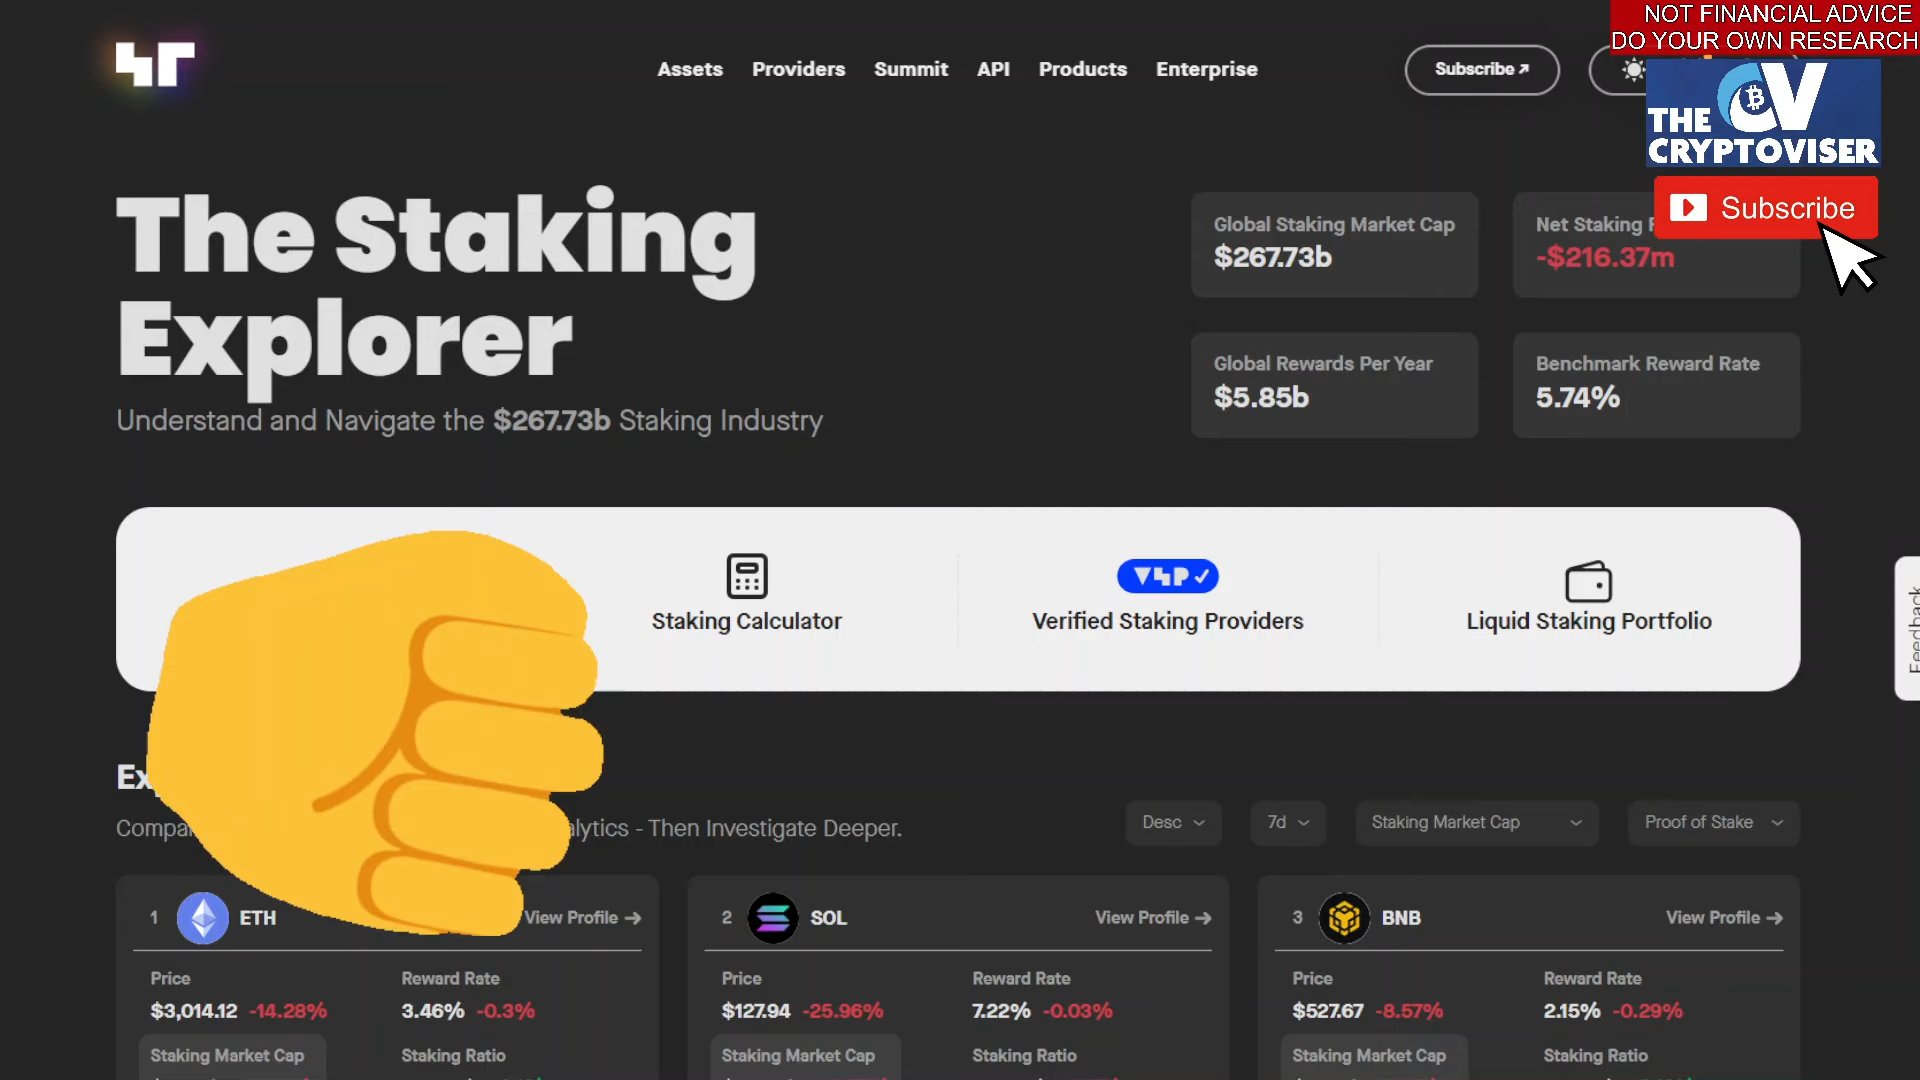 NOT FINANCIAL ADVICE
DO YOUR OWN RESEARCH
Assets Providers Summit API Products Enterprise
Subscribe
THE CV
CRYPTOVISER
Subscribe
The Staking
Explorer
Understand and Navigate the $267.73b Staking Industry
Global Staking Market Cap
$267.73b
Net Staking
-$216.37m
Global Rewards Per Year
$5.85b
Benchmark Reward Rate
5.74%
Staking Calculator
Verified Staking Providers
Liquid Staking Portfolio
Feedback
- Then Investigate Deeper.
Desc 7d Staking Market Cap Proof of Stake
1 ETH View Profile →
Price Reward Rate
$3,014.12 -14.28% 3.46% -0.3%
Staking Market Cap Staking Ratio
2 SOL View Profile →
Price Reward Rate
$127.94 -25.96% 7.22% -0.03%
Staking Market Cap Staking Ratio
3 BNB View Profile →
Price Reward Rate
$527.67 -8.57% 2.15% -0.29%
Staking Market Cap Staking Ratio